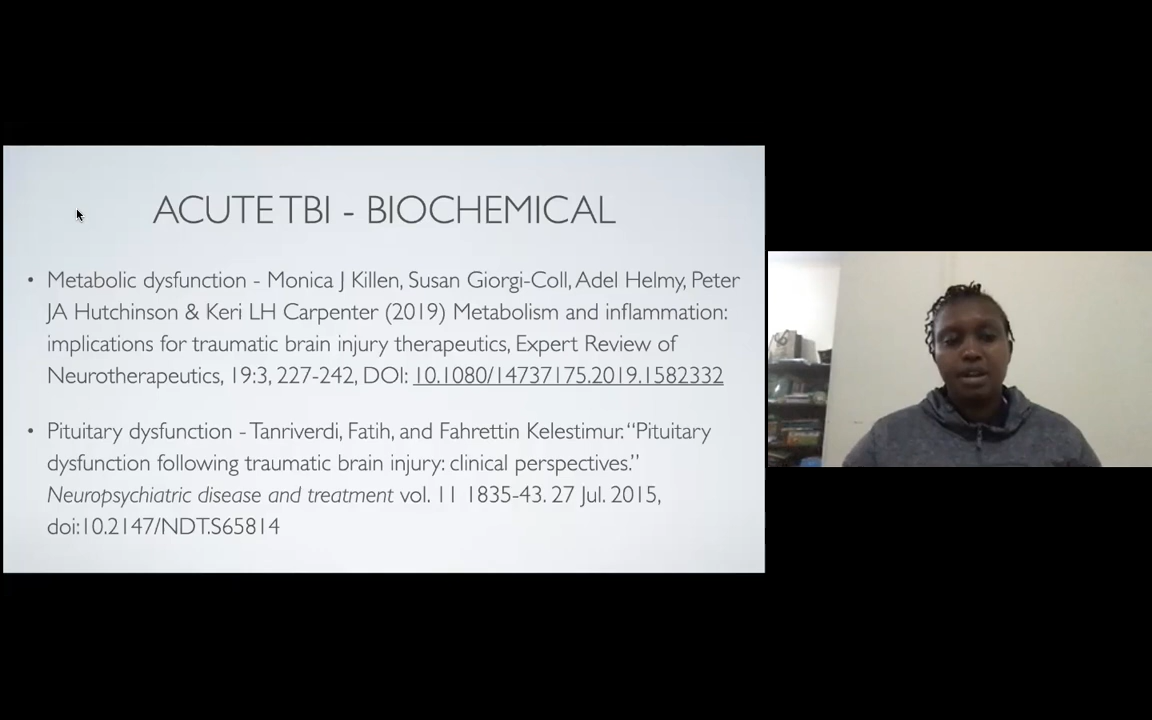 ACUTE TBI - BIOCHEMICAL
• Metabolic dysfunction - Monica J Killen, Susan Giorgi-Coll, Adel Helmy, Peter
JA Hutchinson & Keri LH Carpenter (2019) Metabolism and inflammation:
implications for traumatic brain injury therapeutics, Expert Review of
Neurotherapeutics, 19:3, 227-242, DOI: 10.1080/14737175.2019.1582332
• Pituitary dysfunction - Tanriverdi, Fatih, and Fahrettin Kelestimur. “Pituitary
dysfunction following traumatic brain injury: clinical perspectives.”
Neuropsychiatric disease and treatment vol. 11 1835-43. 27 Jul. 2015,
doi:10.2147/NDT.S65814